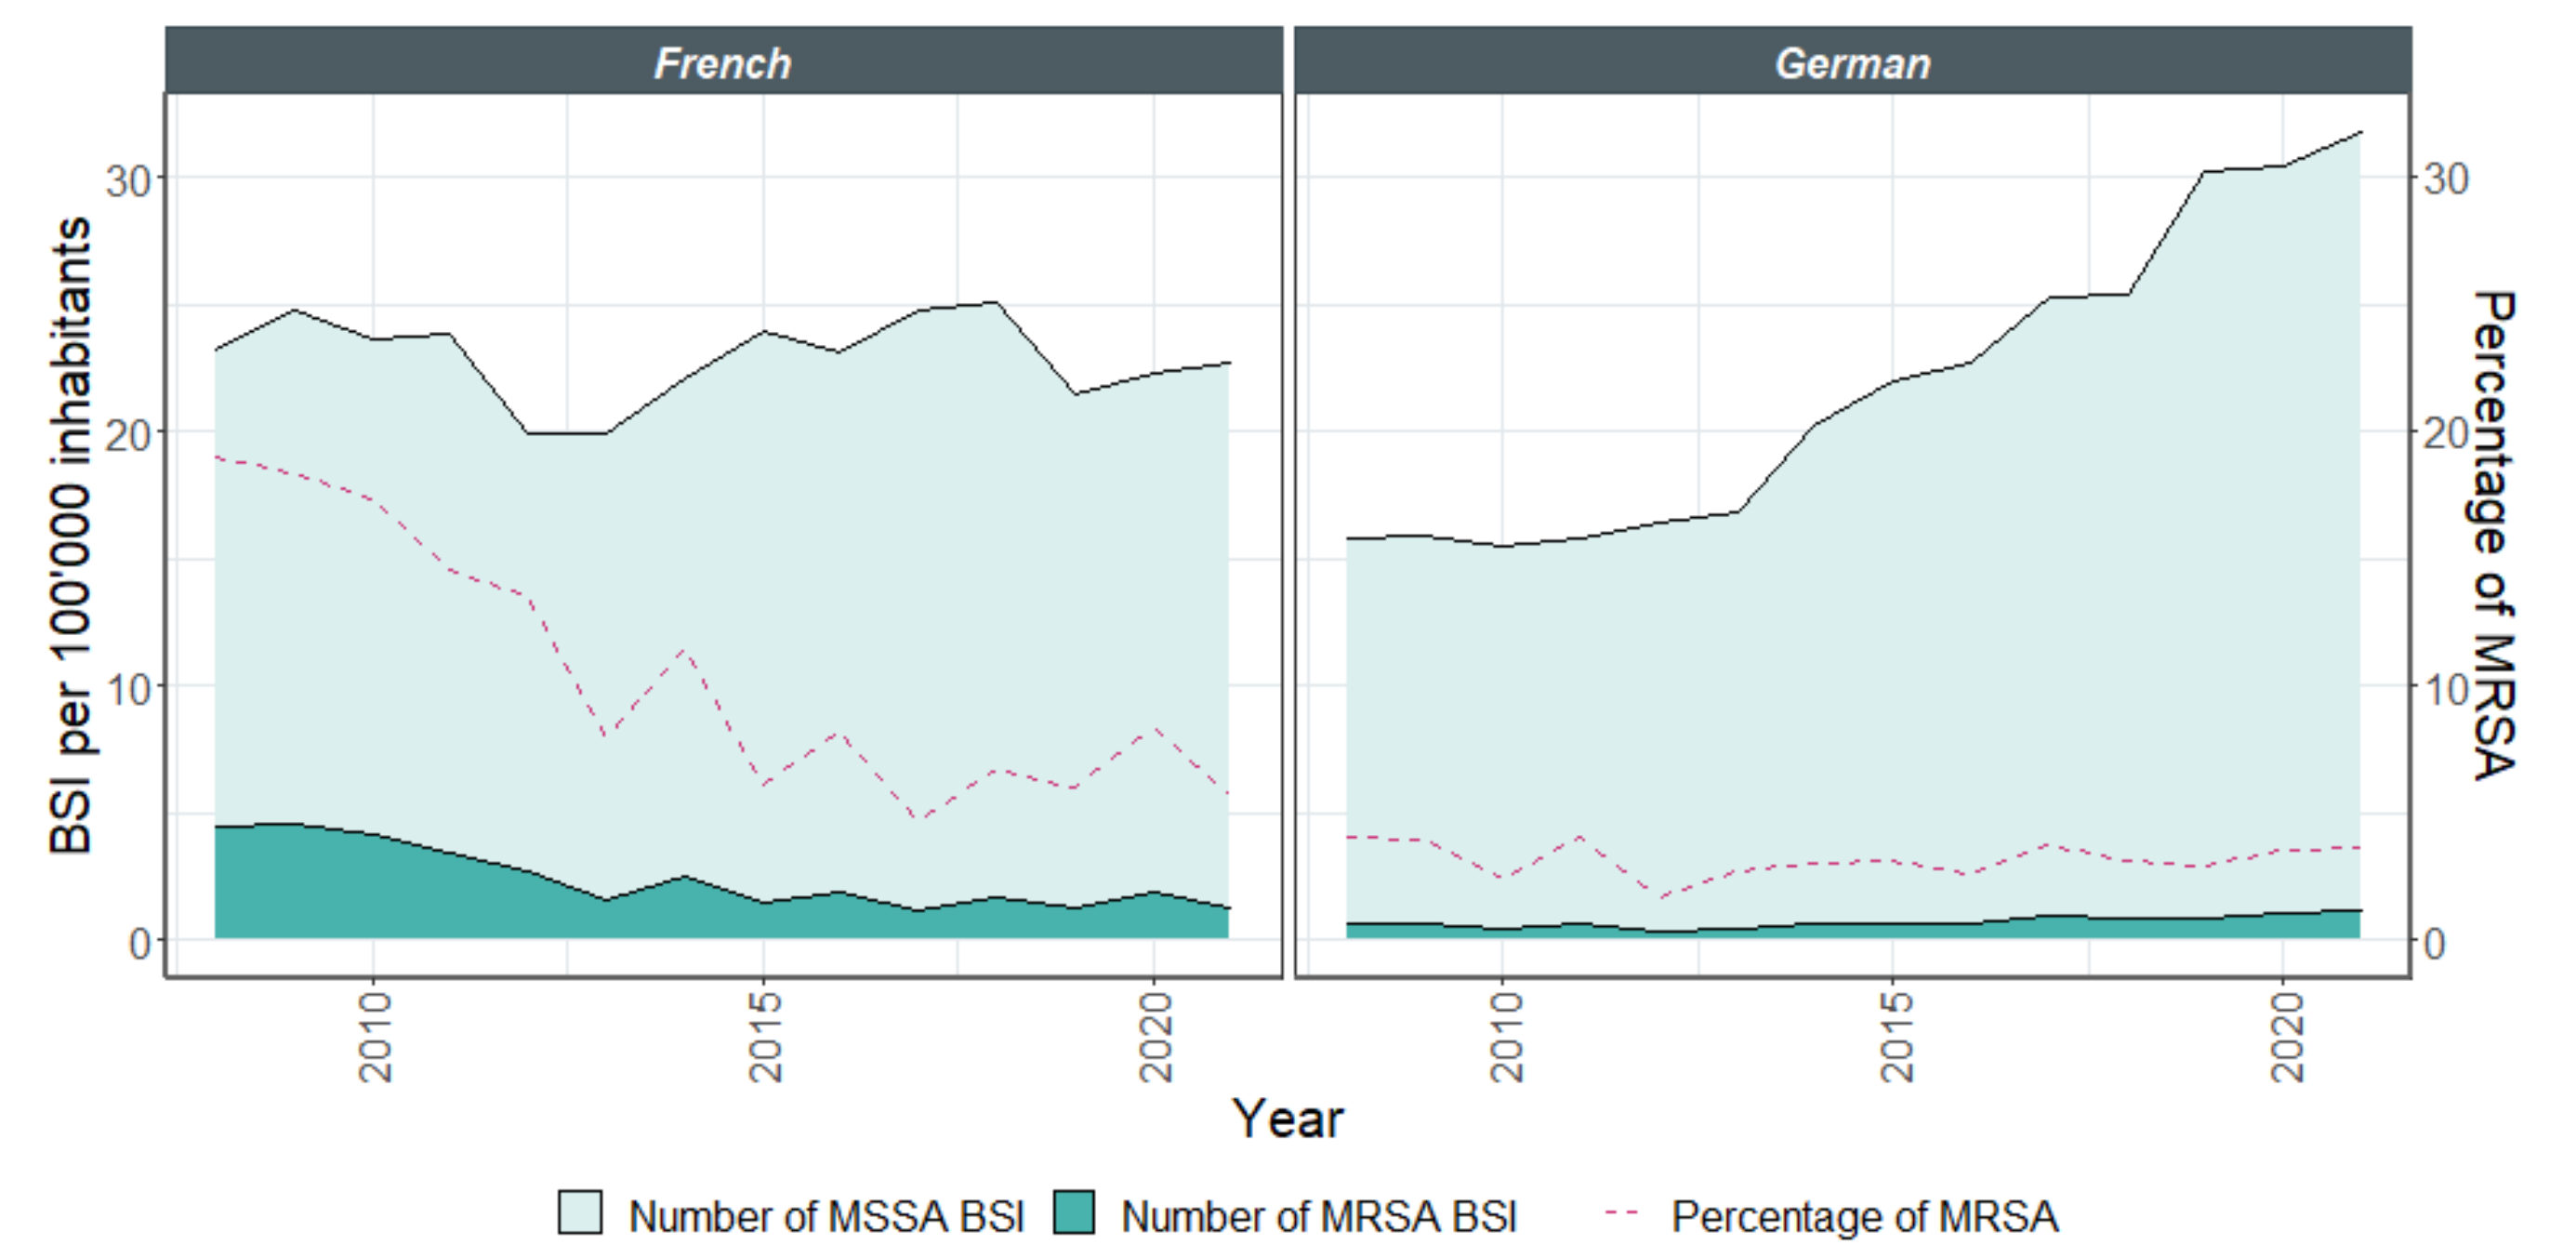 French
German
BSI per 100'000 inhabitants
30
20
10
0
30
20
10
0
Percentage of MRSA
2010
2015
2020
2010
2015
2020
Year
Number of MSSA BSI
Number of MRSA BSI
Percentage of MRSA